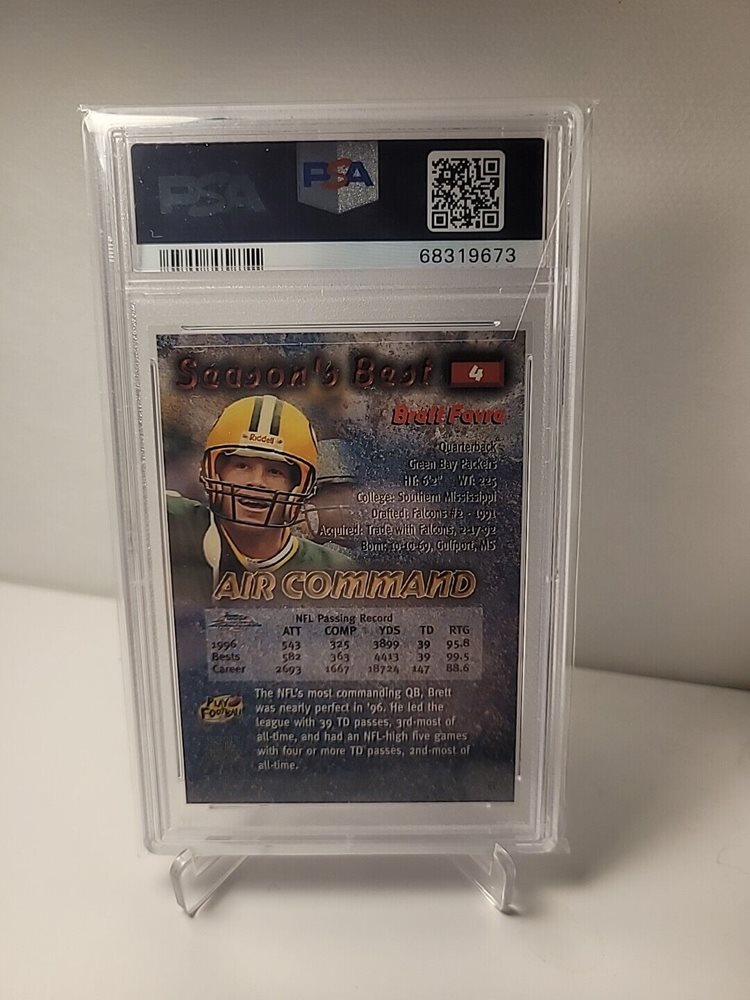 PSA
PSA
68319673
Season's Best 4
Brett Favre
Riddell
Quarterback
Green Bay Packers
HT: 6'2" WT: 225
College: Southern Mississippi
Drafted: Falcons #2 - 1991
Acquired: Trade with Falcons, 2-17-92
Born: 10-10-69, Gulfport, MS
AIR COMMAND
NFL Passing Record
ATT COMP YDS TD RTG
1996 543 325 3899 39 95.8
Bests 582 363 4413 39 99.5
Career 2693 1667 18724 147 88.6
PLAY
FOOTBALL
The NFL's most commanding QB, Brett
was nearly perfect in '96. He led the
league with 39 TD passes, 3rd-most of
all-time, and had an NFL-high five games
with four or more TD passes, 2nd-most of
all-time.